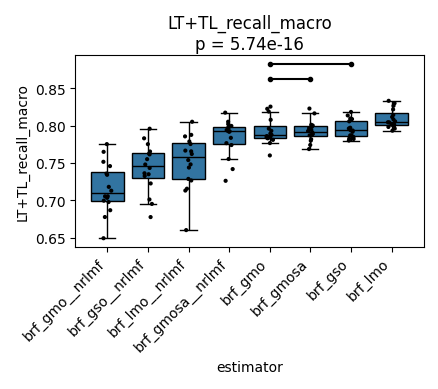 LT+TL_recall_macro
p = 5.74e-16
LT+TL_recall_macro
0.85
0.80
0.75
0.70
0.65
brf_gmo__nrlmf
brf_gso__nrlmf
brf_lmo__nrlmf
brf_gmosa__nrlmf
brf_gmo
brf_gmosa
brf_gso
brf_lmo
estimator